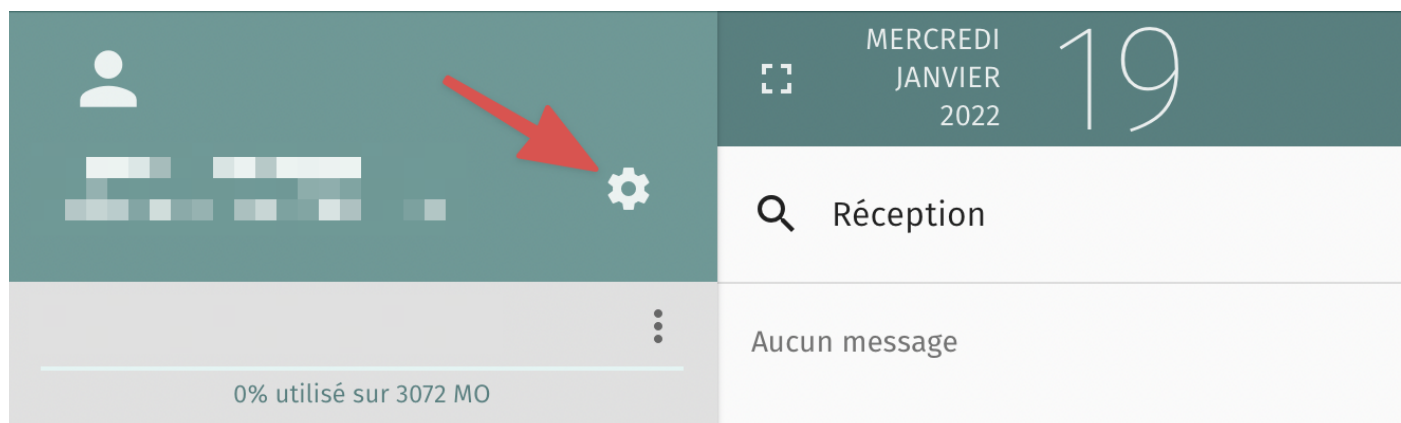 0% utilisé sur 3072 MO
MERCREDI
JANVIER
2022
19
Réception
Aucun message